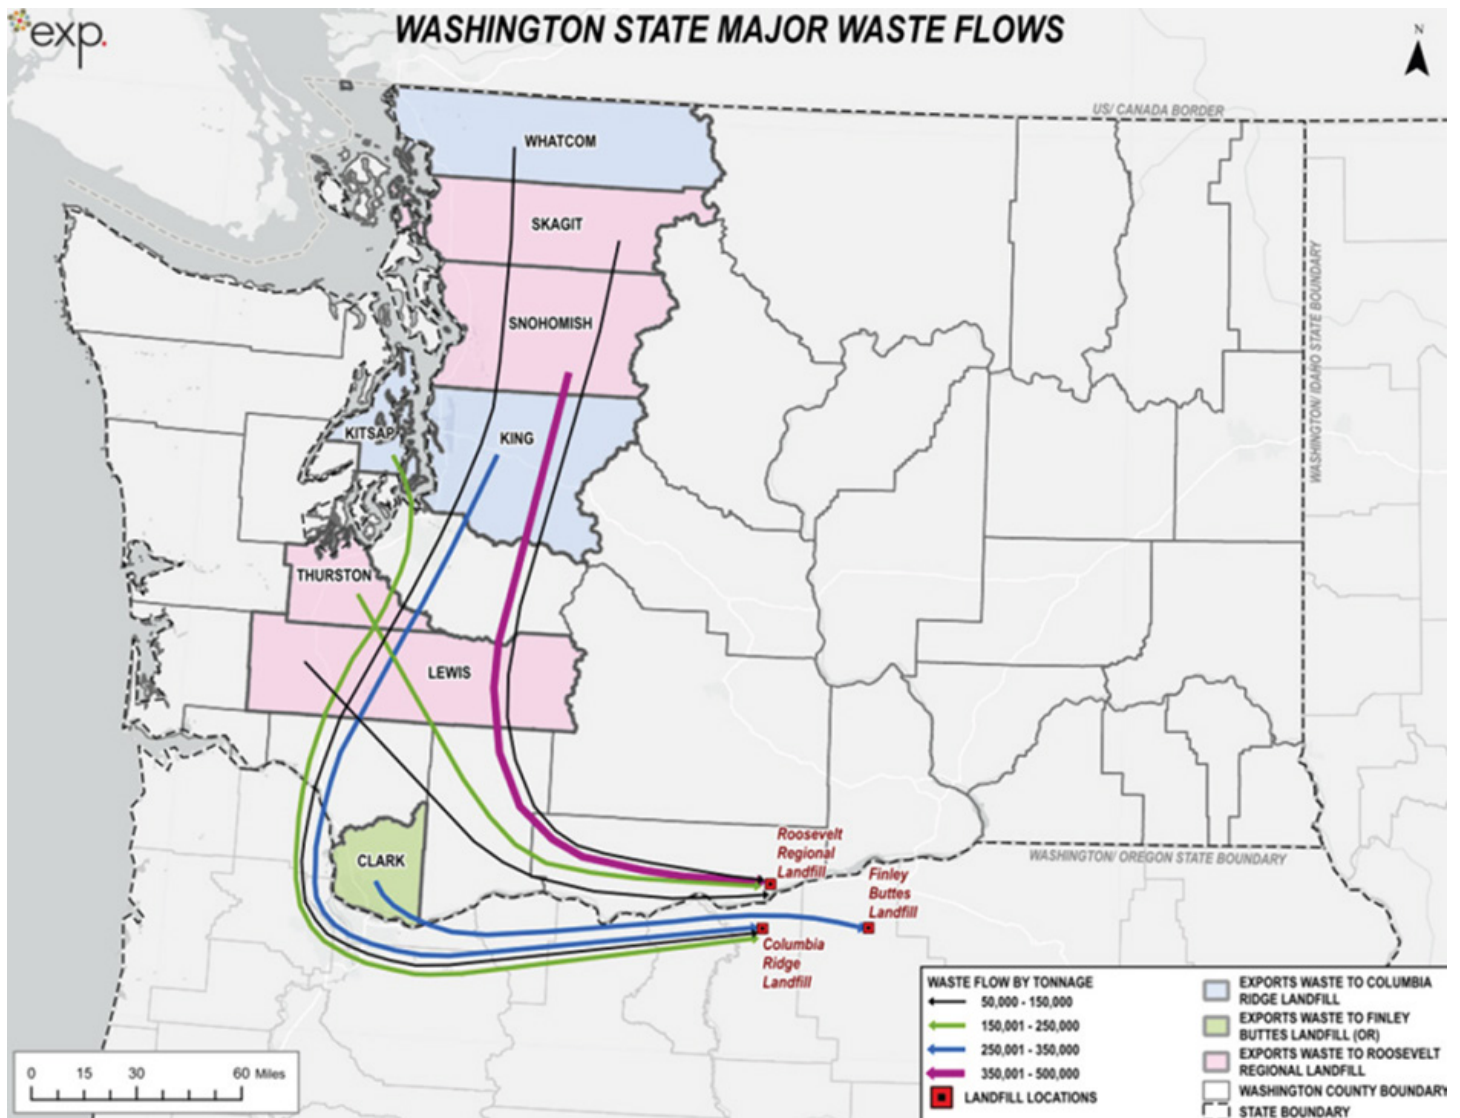 exp.
WASHINGTON STATE MAJOR WASTE FLOWS
N
US/ CANADA BORDER
WHATCOM
SKAGIT
SNOHOMISH
WASHINGTON/ IDAHO STATE BOUNDARY
KITSAP
KING
THURSTON
LEWIS
CLARK
Roosevelt
Regional
Landfill
WASHINGTON/ OREGON STATE BOUNDARY
Finley
Buttes
Landfill
Columbia
Ridge
Landfill
WASTE FLOW BY TONNAGE
50,000 - 150,000
150,001 - 250,000
250,001 - 350,000
350,001 - 500,000
LANDFILL LOCATIONS
EXPORTS WASTE TO COLUMBIA
RIDGE LANDFILL
EXPORTS WASTE TO FINLEY
BUTTES LANDFILL (OR)
EXPORTS WASTE TO ROOSEVELT
REGIONAL LANDFILL
WASHINGTON COUNTY BOUNDARY
STATE BOUNDARY
0 15 30 60 Miles